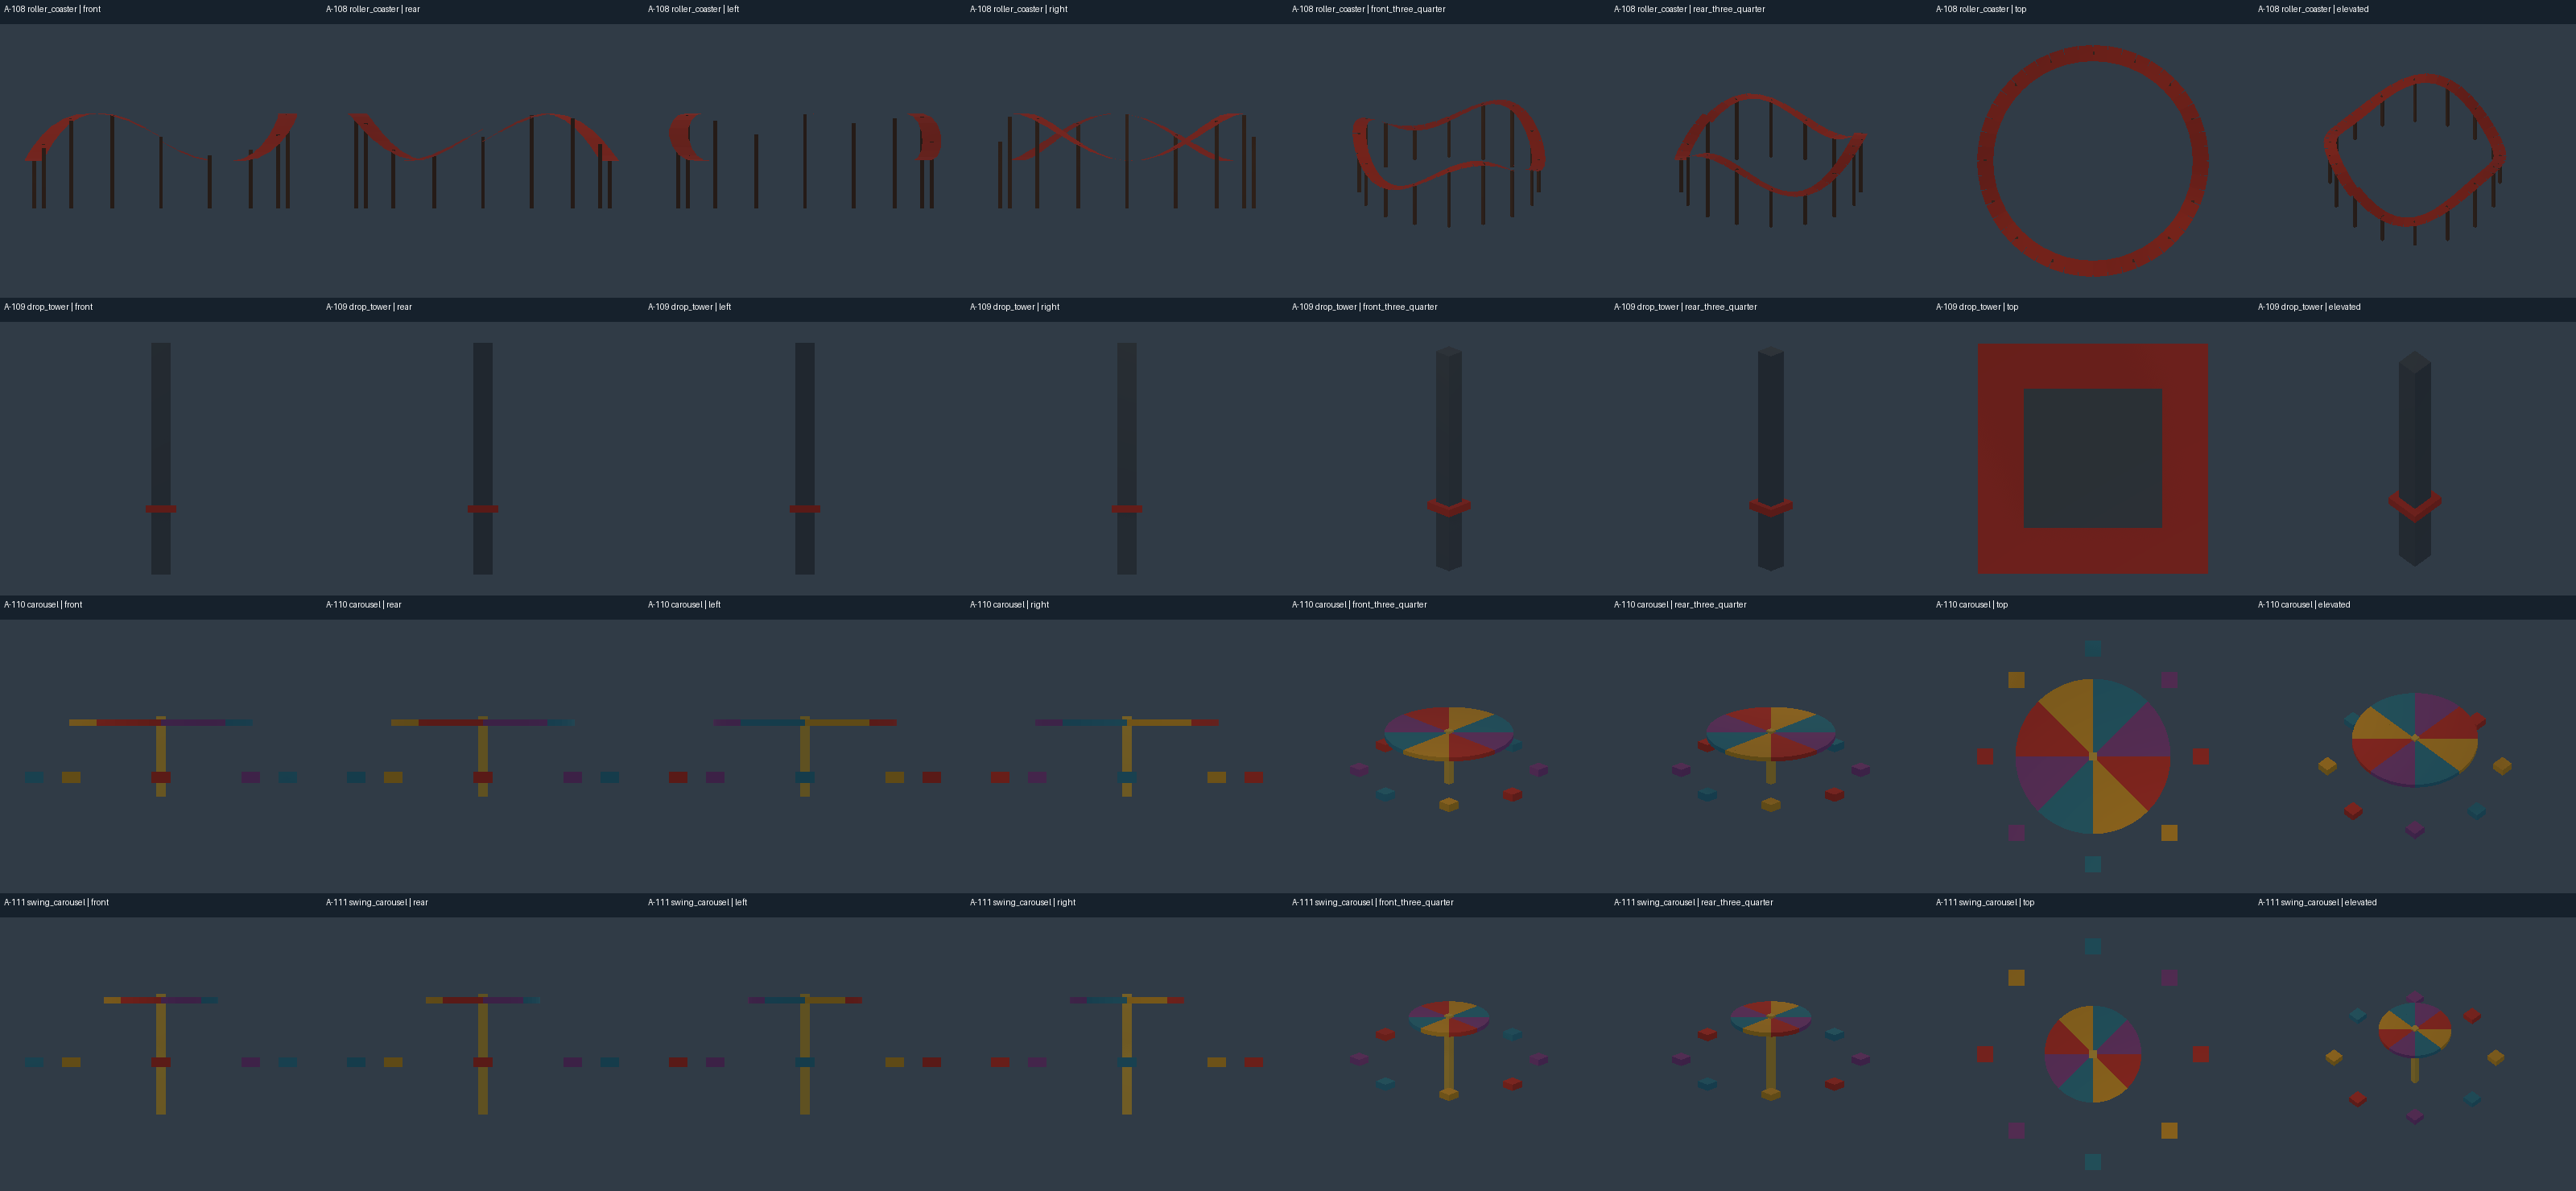 A-108 roller_coaster | front
A-108 roller_coaster | rear
A-108 roller_coaster | left
A-108 roller_coaster | right
A-108 roller_coaster | front_three_quarter
A-108 roller_coaster | rear_three_quarter
A-108 roller_coaster | top
A-108 roller_coaster | elevated
A-109 drop_tower | front
A-109 drop_tower | rear
A-109 drop_tower | left
A-109 drop_tower | right
A-109 drop_tower | front_three_quarter
A-109 drop_tower | rear_three_quarter
A-109 drop_tower | top
A-109 drop_tower | elevated
A-110 carousel | front
A-110 carousel | rear
A-110 carousel | left
A-110 carousel | right
A-110 carousel | front_three_quarter
A-110 carousel | rear_three_quarter
A-110 carousel | top
A-110 carousel | elevated
A-111 swing_carousel | front
A-111 swing_carousel | rear
A-111 swing_carousel | left
A-111 swing_carousel | right
A-111 swing_carousel | front_three_quarter
A-111 swing_carousel | rear_three_quarter
A-111 swing_carousel | top
A-111 swing_carousel | elevated